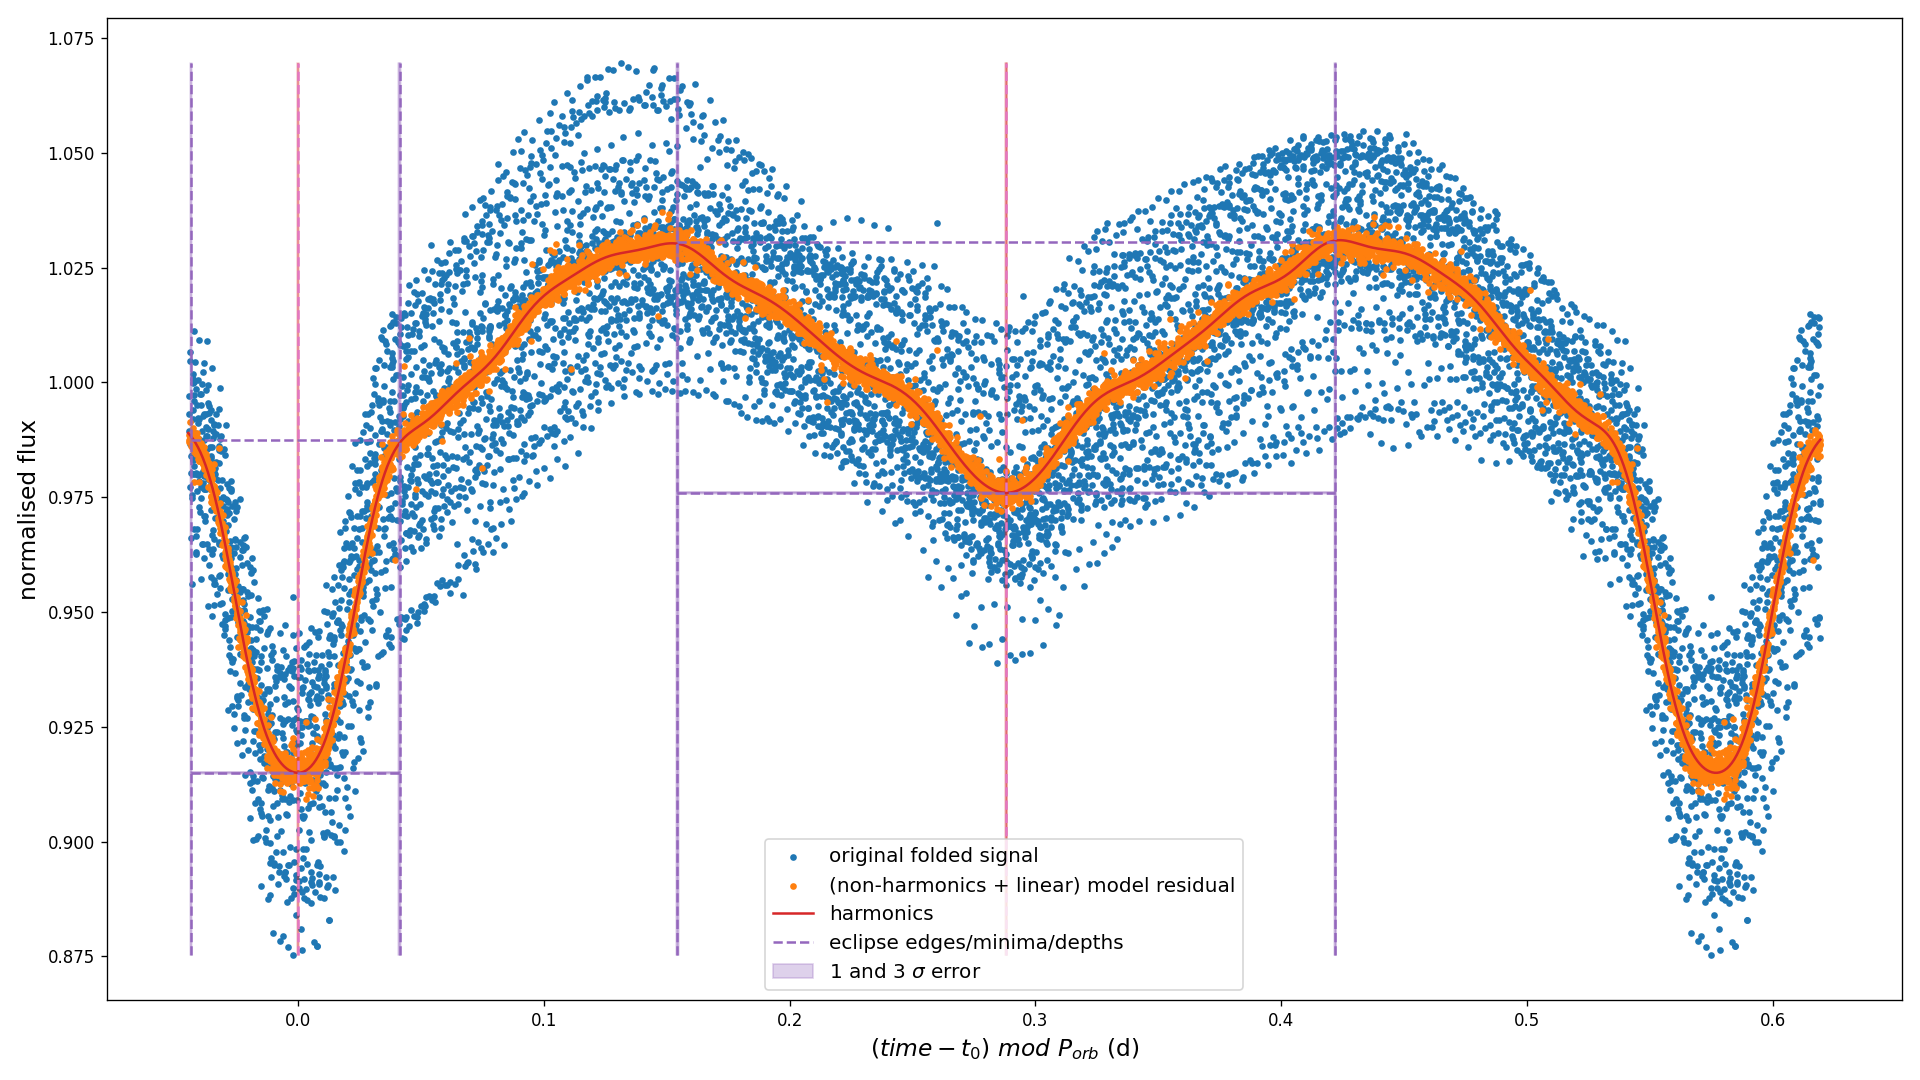 1.075
1.050
1.025
1.000
0.975
0.950
0.925
0.900
0.875
normalised flux
original folded signal
(non-harmonics + linear) model residual
harmonics
eclipse edges/minima/depths
1 and 3 σ error
0.0 0.1 0.2 0.3 0.4 0.5 0.6
(time − t₀) mod Pₒᵣb (d)